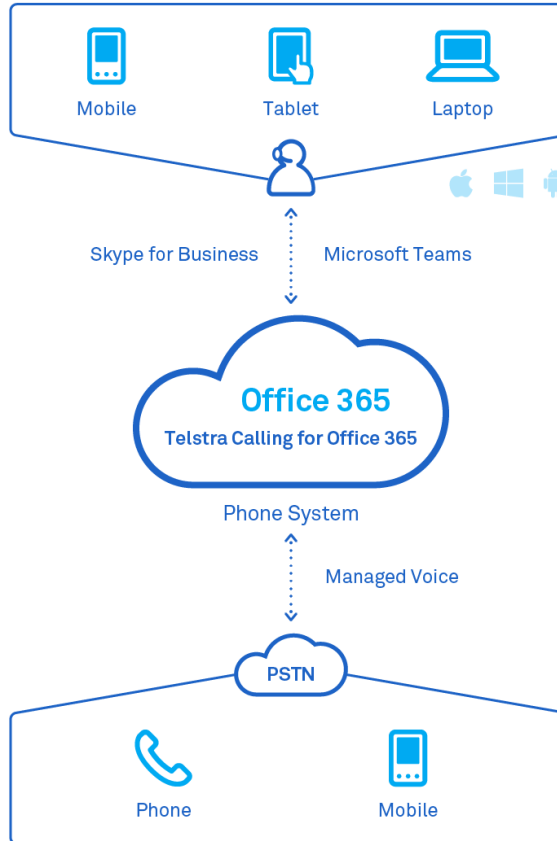 Mobile
Tablet
Laptop
Skype for Business
Microsoft Teams
Office 365
Telstra Calling for Office 365
Phone System
Managed Voice
PSTN
Phone
Mobile